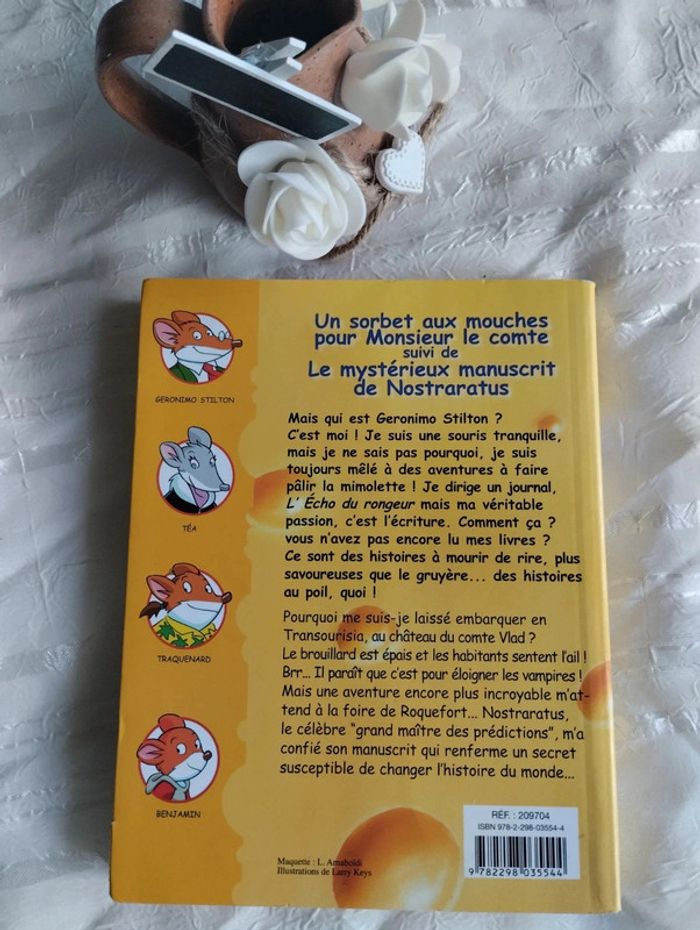 GERONIMO STILTON
TÉA
TRAQUENARD
BENJAMIN
Un sorbet aux mouches
pour Monsieur le comte
suivi de
Le mystérieux manuscrit
de Nostraratus
Mais qui est Geronimo Stilton ?
C'est moi ! Je suis une souris tranquille,
mais je ne sais pas pourquoi, je suis
toujours mêlé à des aventures à faire
pâlir la mimolette ! Je dirige un journal,
L' Écho du rongeur mais ma véritable
passion, c'est l'écriture. Comment ça ?
vous n'avez pas encore lu mes livres ?
Ce sont des histoires à mourir de rire, plus
savoureuses que le gruyère... des histoires
au poil, quoi !
Pourquoi me suis-je laissé embarquer en
Transourisia, au château du comte Vlad ?
Le brouillard est épais et les habitants sentent l'ail !
Brr... Il paraît que c'est pour éloigner les vampires !
Mais une aventure encore plus incroyable m'at-
tend à la foire de Roquefort... Nostraratus,
le célèbre "grand maître des prédictions", m'a
confié son manuscrit qui renferme un secret
susceptible de changer l'histoire du monde...
Maquette : L. Arnaboldi
Illustrations de Larry Keys
RÉF. : 209704
ISBN 978-2-298-03554-4
9 782298 035544